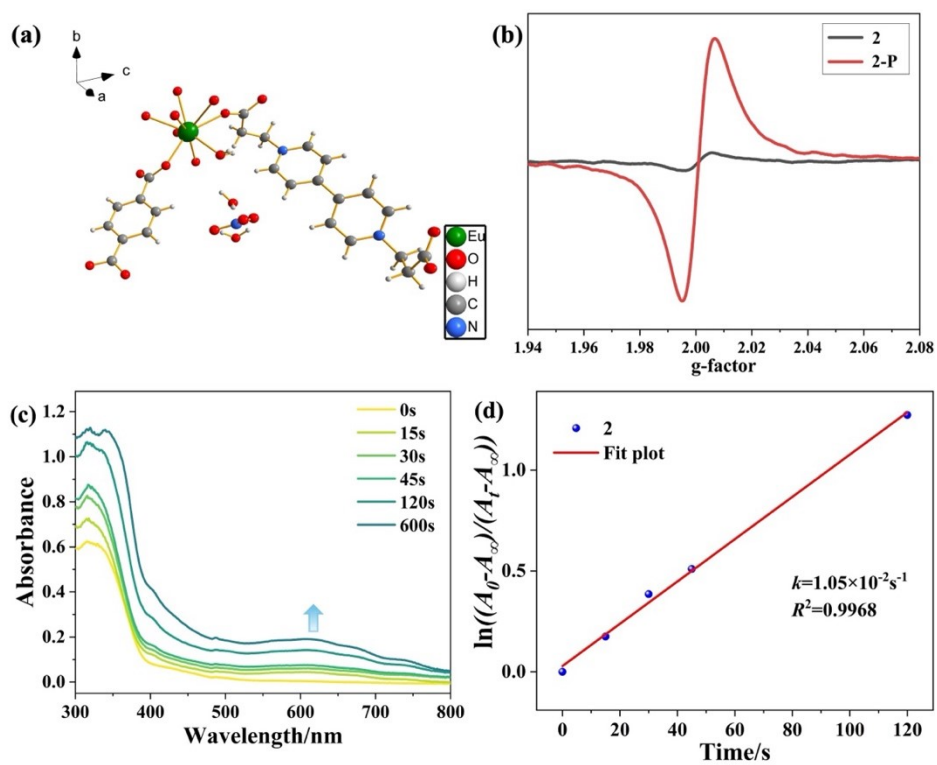 (a)
b
c
a
Eu
O
H
C
N
(b)
2
2-P
1.94 1.96 1.98 2.00 2.02 2.04 2.06 2.08
g-factor
(c)
0s
15s
30s
45s
120s
600s
1.2
1.0
0.8
0.6
0.4
0.2
0.0
Absorbance
300 400 500 600 700 800
Wavelength/nm
(d)
2
Fit plot
1.0
0.5
0.0
ln((A₀-A∞)/(Aₜ-A∞))
k=1.05×10⁻²s⁻¹
R²=0.9968
0 20 40 60 80 100 120
Time/s